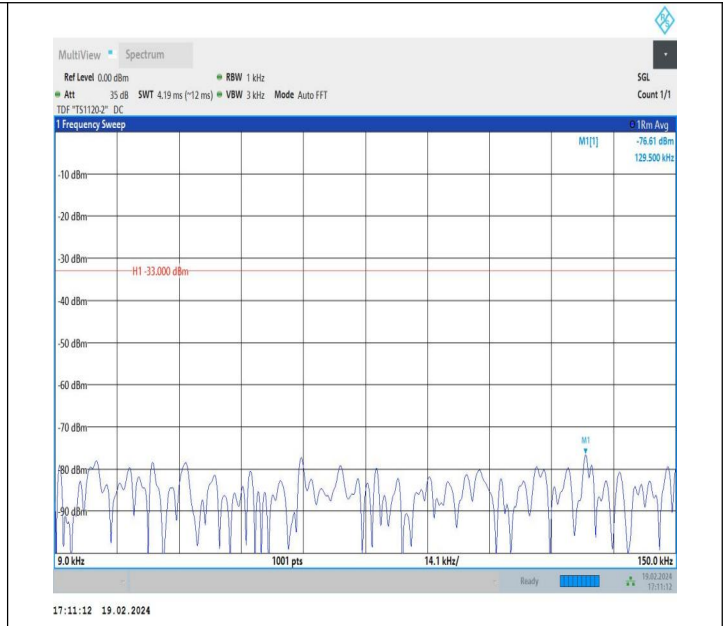 R S
MultiView Spectrum
Ref Level 0.00 dBm RBW 1 kHz SGL
Att 35 dB SWT 4.19 ms (~12 ms) VBW 3 kHz Mode Auto FFT Count 1/1
TDF "TS1120-2" DC
1 Frequency Sweep 1Rm Avg
M1[1] -76.61 dBm
129.500 kHz
-10 dBm
-20 dBm
-30 dBm
H1 -33.000 dBm
-40 dBm
-50 dBm
-60 dBm
-70 dBm
M1
-80 dBm
-90 dBm
9.0 kHz 1001 pts 14.1 kHz/ 150.0 kHz
Ready 19.02.2024
17:11:12
17:11:12 19.02.2024